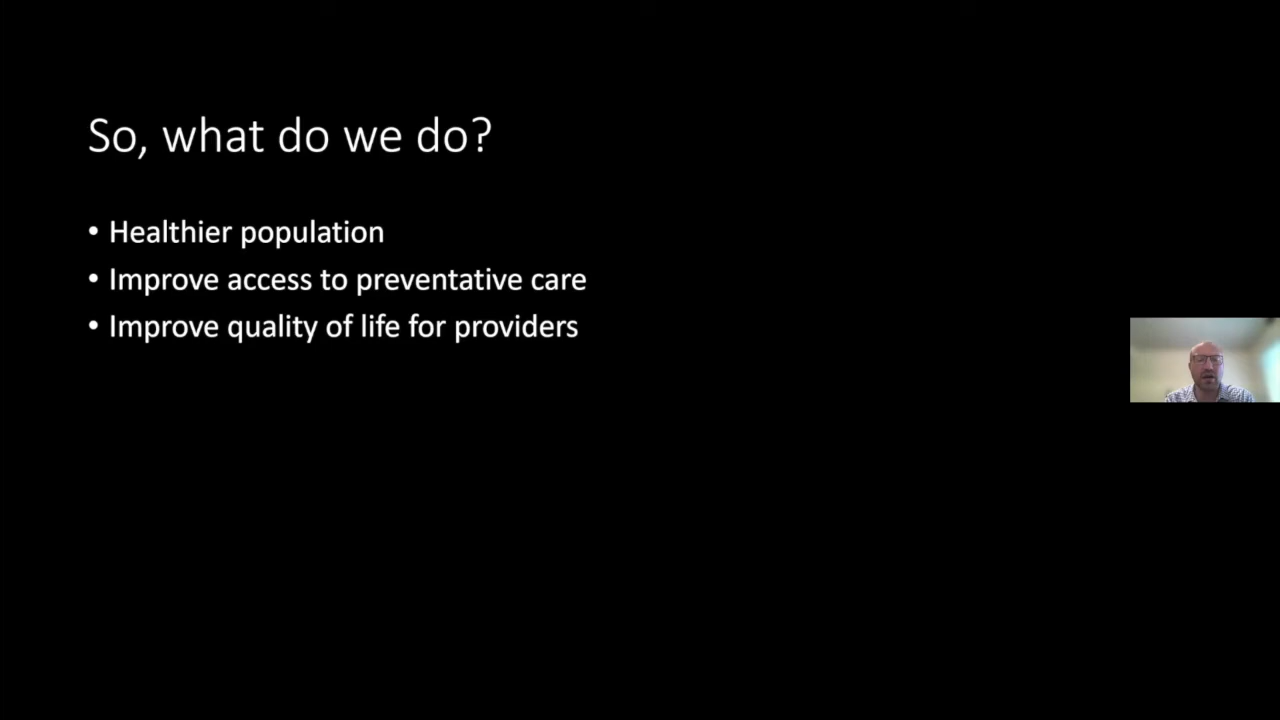 So, what do we do?
• Healthier population
• Improve access to preventative care
• Improve quality of life for providers